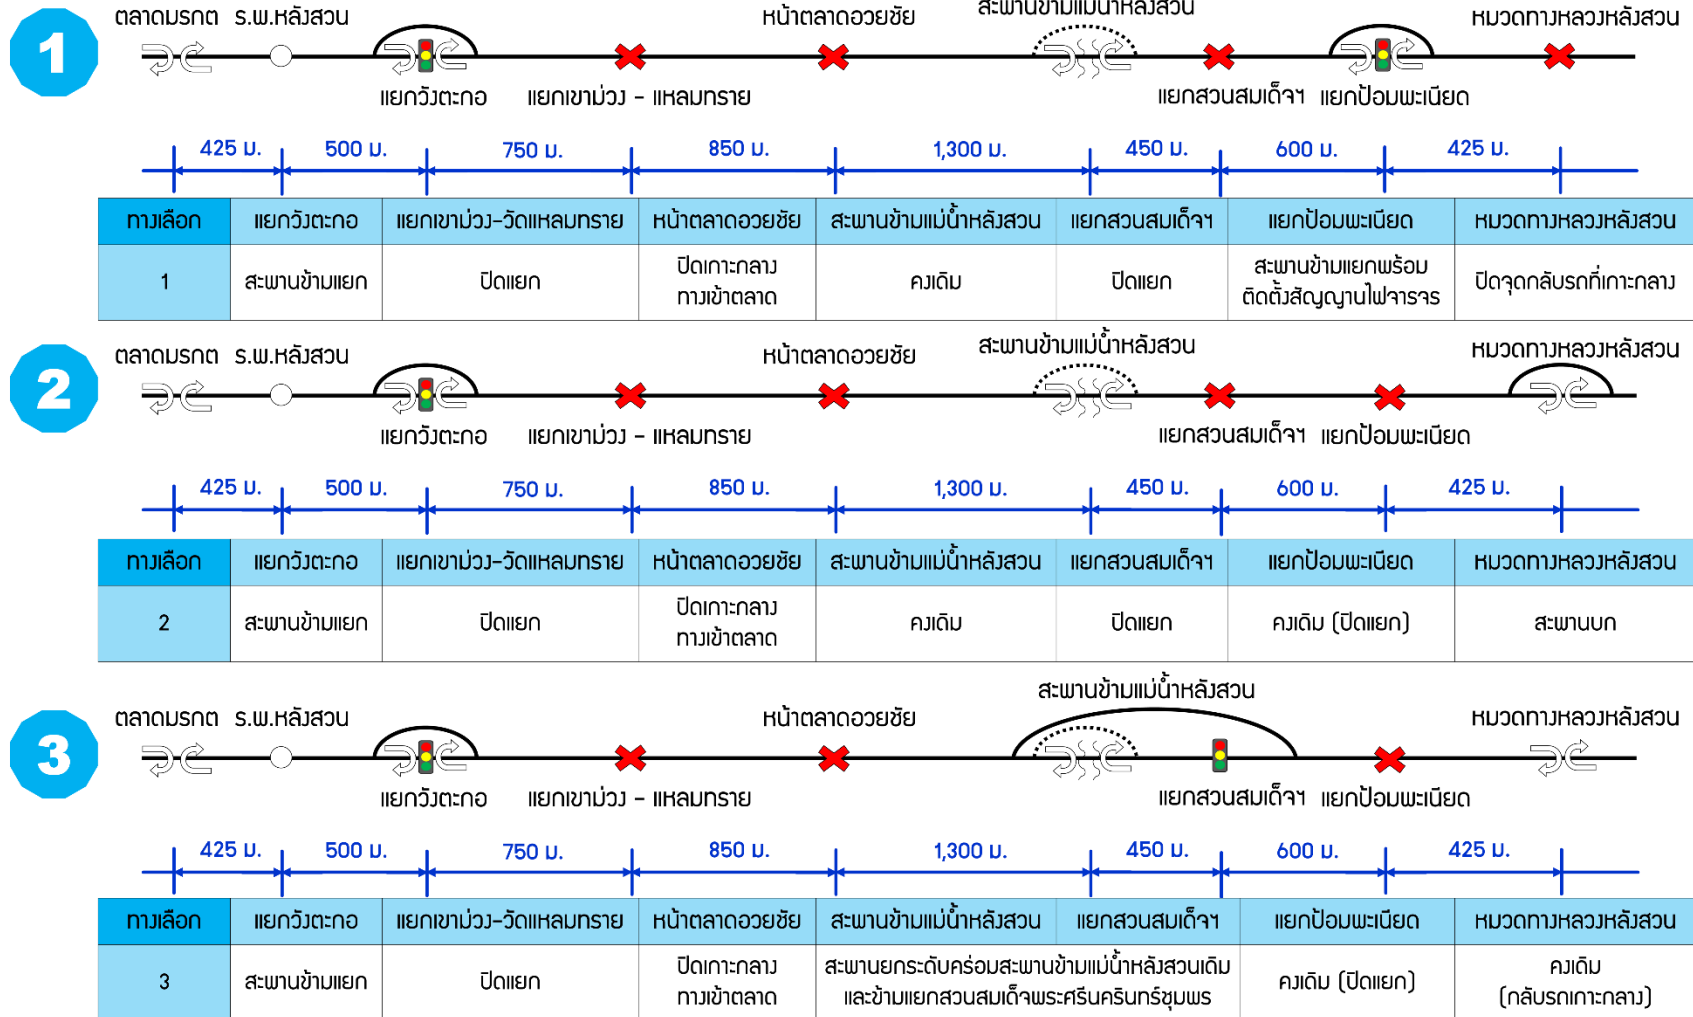 1
ตลาดมรกต ร.พ.หลังสวน หน้าตลาดอวยชัย สะพานข้ามแม่น้ำหลังสวน หมวดทางหลวงหลังสวน
แยกวังตะกอ แยกเขาม่วง - แหลมทราย แยกสวนสมเด็จฯ แยกป้อมพะเนียด
425 ม. 500 ม. 750 ม. 850 ม. 1,300 ม. 450 ม. 600 ม. 425 ม.
ทางเลือก แยกวังตะกอ แยกเขาม่วง-วัดแหลมทราย หน้าตลาดอวยชัย สะพานข้ามแม่น้ำหลังสวน แยกสวนสมเด็จฯ แยกป้อมพะเนียด หมวดทางหลวงหลังสวน
1 สะพานข้ามแยก ปิดแยก ปิดเกาะกลาง คงเดิม ปิดแยก สะพานข้ามแยกพร้อม ปิดจุดกลับรถที่เกาะกลาง
ทางเข้าตลาด ติดตั้งสัญญานไฟจารจร
2
ตลาดมรกต ร.พ.หลังสวน หน้าตลาดอวยชัย สะพานข้ามแม่น้ำหลังสวน หมวดทางหลวงหลังสวน
แยกวังตะกอ แยกเขาม่วง - แหลมทราย แยกสวนสมเด็จฯ แยกป้อมพะเนียด
425 ม. 500 ม. 750 ม. 850 ม. 1,300 ม. 450 ม. 600 ม. 425 ม.
ทางเลือก แยกวังตะกอ แยกเขาม่วง-วัดแหลมทราย หน้าตลาดอวยชัย สะพานข้ามแม่น้ำหลังสวน แยกสวนสมเด็จฯ แยกป้อมพะเนียด หมวดทางหลวงหลังสวน
2 สะพานข้ามแยก ปิดแยก ปิดเกาะกลาง คงเดิม ปิดแยก คงเดิม (ปิดแยก) สะพานบก
ทางเข้าตลาด
3
ตลาดมรกต ร.พ.หลังสวน หน้าตลาดอวยชัย สะพานข้ามแม่น้ำหลังสวน หมวดทางหลวงหลังสวน
แยกวังตะกอ แยกเขาม่วง - แหลมทราย แยกสวนสมเด็จฯ แยกป้อมพะเนียด
425 ม. 500 ม. 750 ม. 850 ม. 1,300 ม. 450 ม. 600 ม. 425 ม.
ทางเลือก แยกวังตะกอ แยกเขาม่วง-วัดแหลมทราย หน้าตลาดอวยชัย สะพานข้ามแม่น้ำหลังสวน แยกสวนสมเด็จฯ แยกป้อมพะเนียด หมวดทางหลวงหลังสวน
3 สะพานข้ามแยก ปิดแยก ปิดเกาะกลาง สะพานยกระดับคร่อมสะพานข้ามแม่น้ำหลังสวนเดิม คงเดิม (ปิดแยก) คงเดิม
ทางเข้าตลาด และข้ามแยกสวนสมเด็จพระศรีนครินทร์ชุมพร (กลับรถเกาะกลาง)